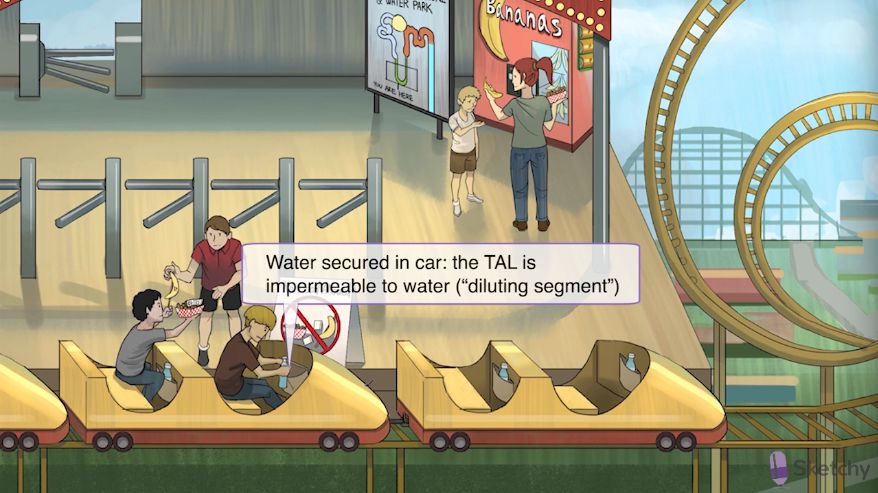 & WATER PARK
YOU ARE HERE
Bananas
Water secured in car: the TAL is
impermeable to water (“diluting segment”)
Sketchy